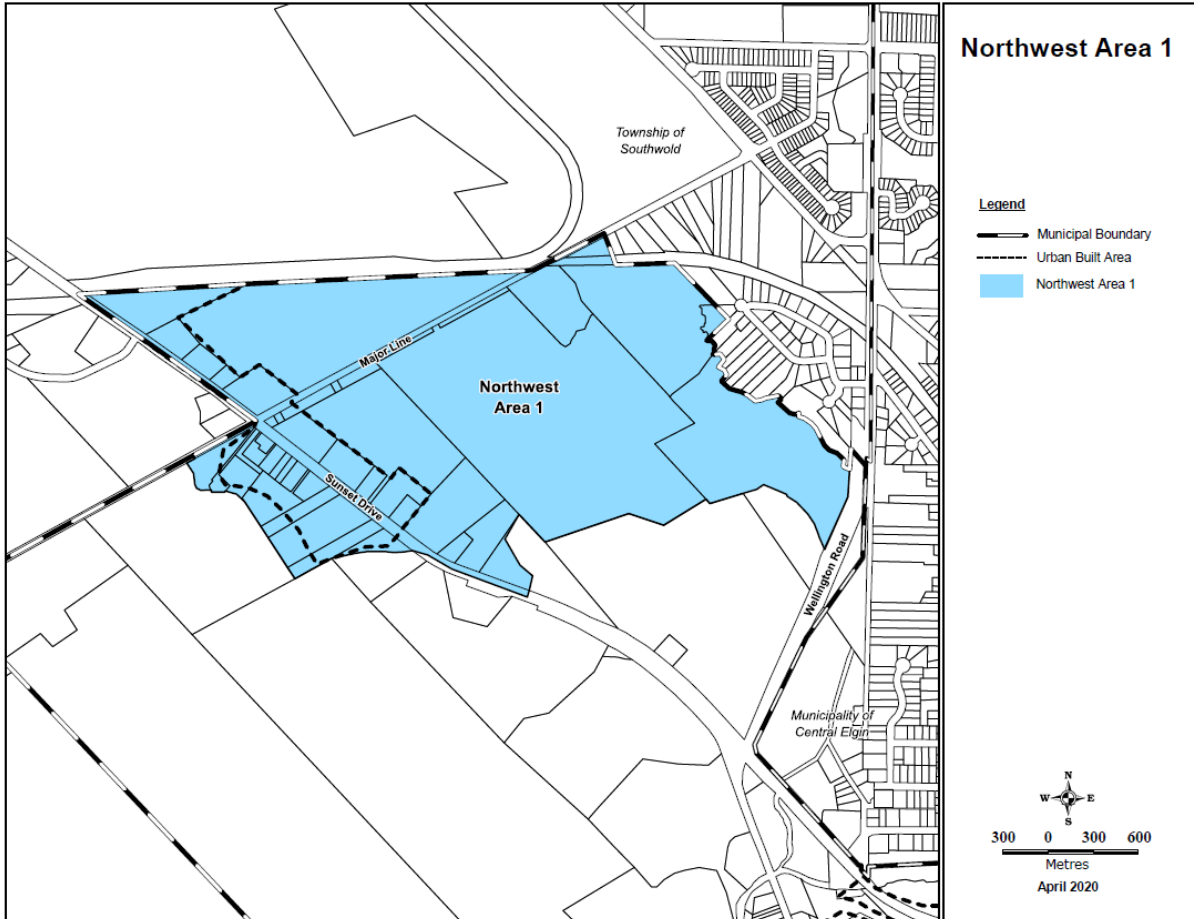 Northwest Area 1
Township of
Southwold
Legend
Municipal Boundary
Urban Built Area
Northwest Area 1
Major Line
Northwest
Area 1
Sunset Drive
Wellington Road
Municipality of
Central Elgin
N
W E
S
300 0 300 600
Metres
April 2020